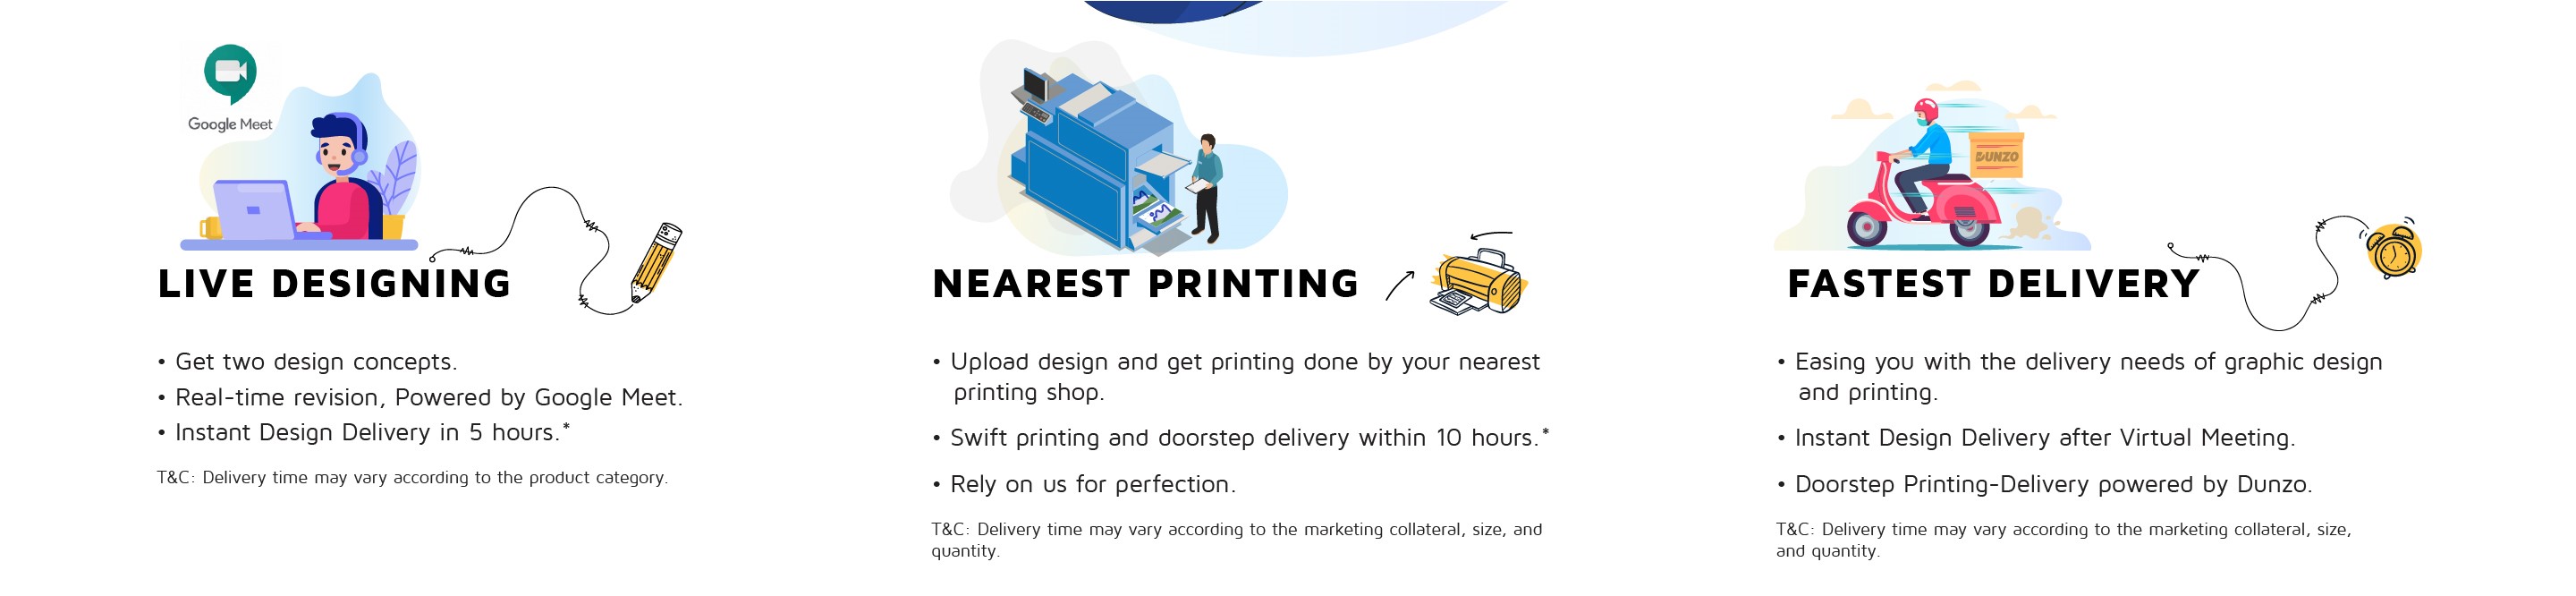 Google Meet
LIVE DESIGNING
• Get two design concepts.
• Real-time revision, Powered by Google Meet.
• Instant Design Delivery in 5 hours.*
T&C: Delivery time may vary according to the product category.
NEAREST PRINTING
• Upload design and get printing done by your nearest
printing shop.
• Swift printing and doorstep delivery within 10 hours.*
• Rely on us for perfection.
T&C: Delivery time may vary according to the marketing collateral, size, and
quantity.
DUNZO
FASTEST DELIVERY
• Easing you with the delivery needs of graphic design
and printing.
• Instant Design Delivery after Virtual Meeting.
• Doorstep Printing-Delivery powered by Dunzo.
T&C: Delivery time may vary according to the marketing collateral, size,
and quantity.